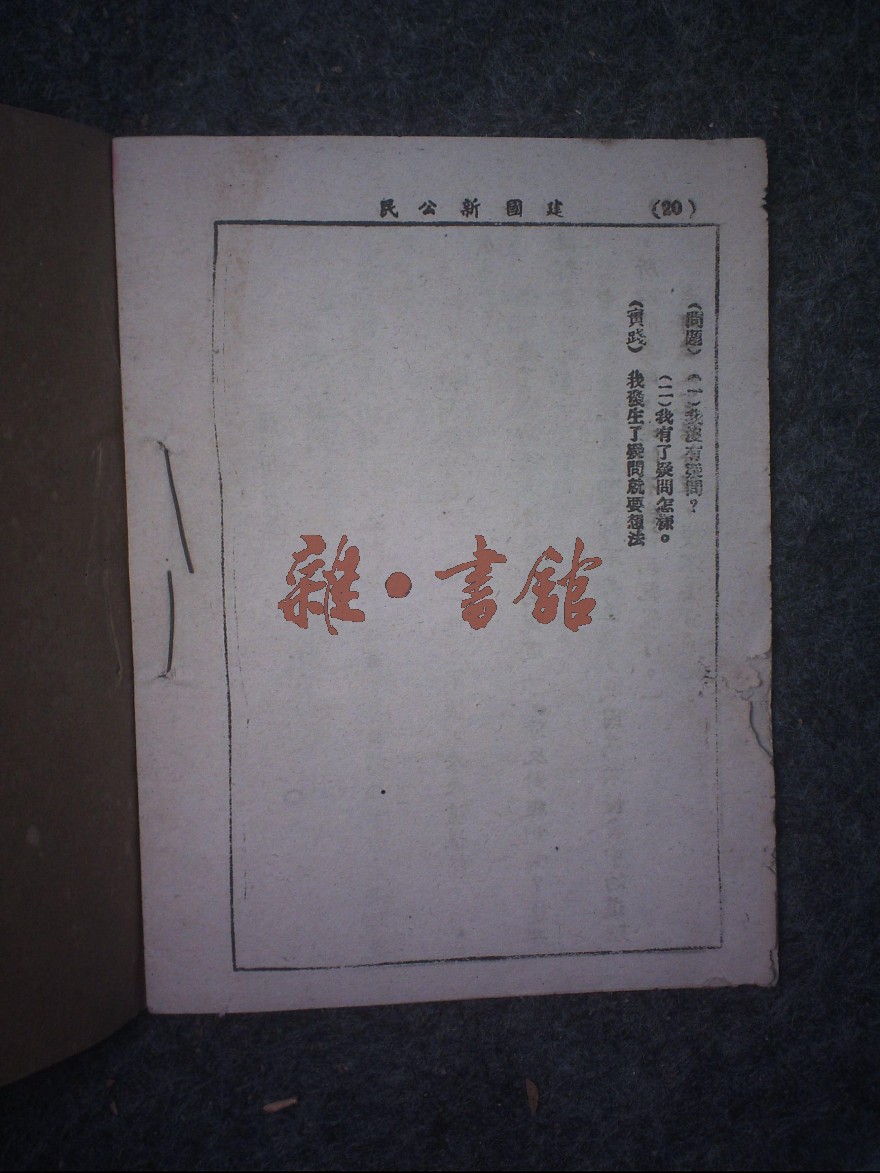 (20) 建國新公民
(問題) (一)我沒有疑問?
(二)我有了疑問怎樣。
(實踐) 我發生了疑問就要想法
雜·書館